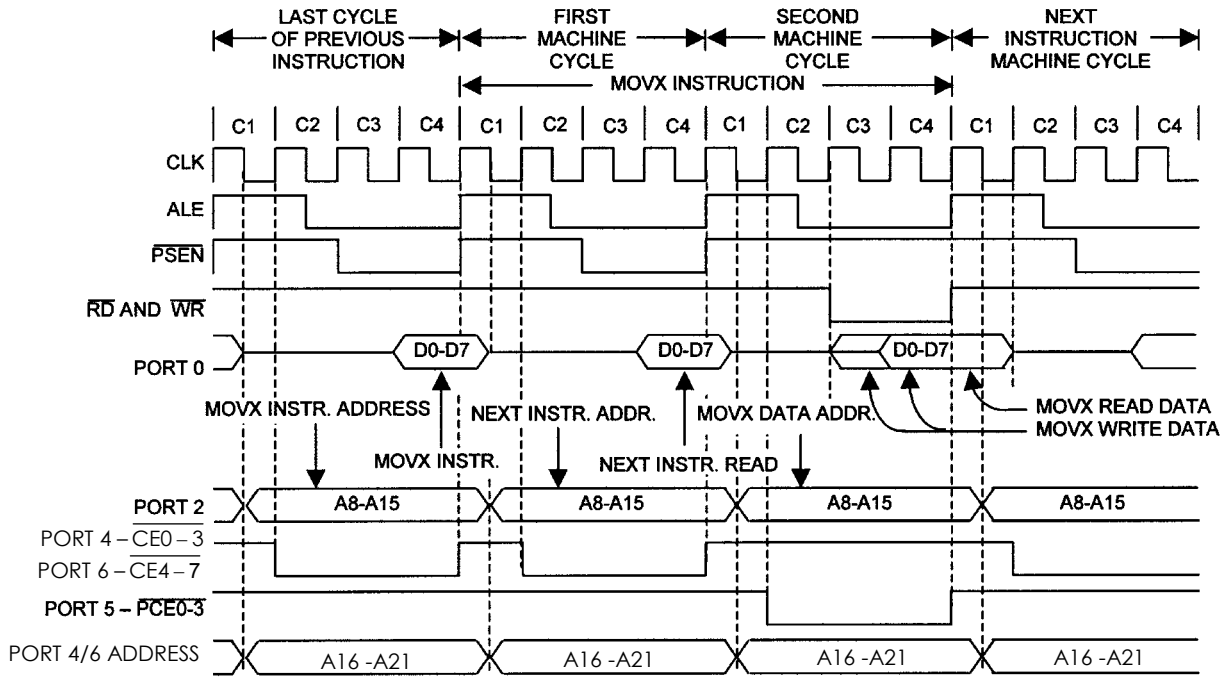 LAST CYCLE
OF PREVIOUS
INSTRUCTION
FIRST
MACHINE
CYCLE
SECOND
MACHINE
CYCLE
NEXT
INSTRUCTION
MACHINE CYCLE
MOVX INSTRUCTION
C1 C2 C3 C4 C1 C2 C3 C4 C1 C2 C3 C4 C1 C2 C3 C4
CLK
ALE
PSEN
RD AND WR
PORT 0
D0-D7 D0-D7 D0-D7
MOVX INSTR. ADDRESS
NEXT INSTR. ADDR.
MOVX DATA ADDR.
MOVX READ DATA
MOVX WRITE DATA
MOVX INSTR.
NEXT INSTR. READ
PORT 2
A8-A15 A8-A15 A8-A15 A8-A15
PORT 4 – CE0 – 3
PORT 6 – CE4 – 7
PORT 5 – PCE0-3
PORT 4/6 ADDRESS
A16 -A21 A16 -A21 A16 -A21 A16 -A21